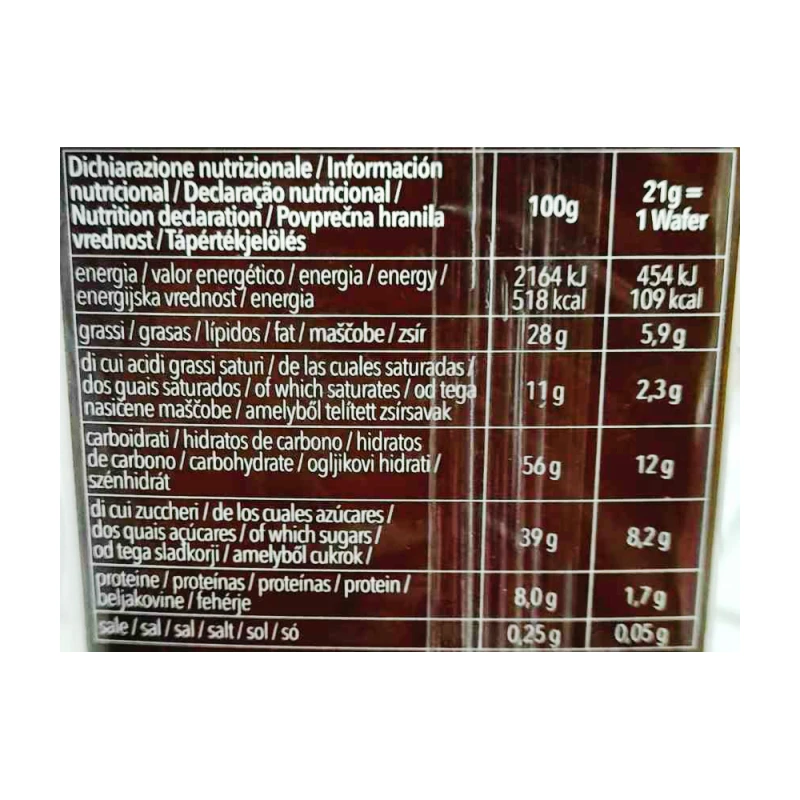 Dichiarazione nutrizionale / Información
nutricional / Declaração nutricional /
Nutrition declaration / Povprečna hranila
vrednost / Tápértékjelölés
100g
21g =
1 Wafer
energia / valor energético / energia / energy /
energijska vrednost / energia
2164 kJ
518 kcal
454 kJ
109 kcal
grassi / grasas / lípidos / fat / maščobe / zsír
28 g
5,9 g
di cui acidi grassi saturi / de las cuales saturadas /
dos quais saturados / of which saturates / od tega
nasičene maščobe / amelyből telített zsírsavak
11 g
2,3 g
carboidrati / hidratos de carbono / hidratos
de carbono / carbohydrate / ogljikovi hidrati /
szénhidrát
56 g
12 g
di cui zuccheri / de los cuales azúcares /
dos quais açúcares / of which sugars /
od tega sladkorji / amelyből cukrok /
39 g
8,2 g
proteine / proteínas / proteínas / protein /
beljakovine / fehérje
8,0 g
1,7 g
sale / sal / sal / salt / sol / só
0,25 g
0,05 g